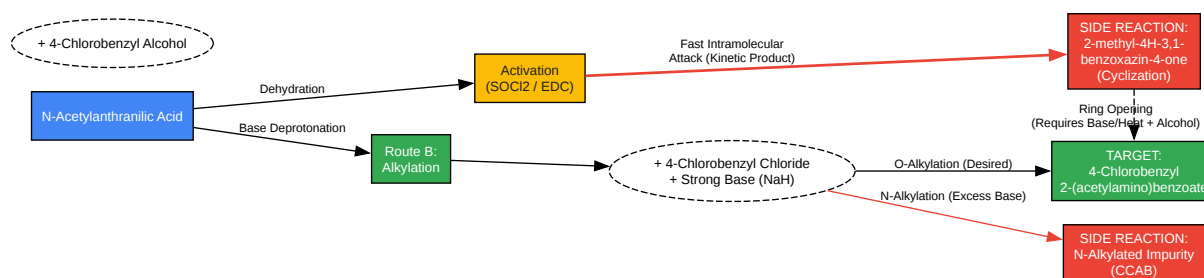 + 4-Chlorobenzyl Alcohol
N-Acetylanthranilic Acid
Dehydration
Base Deprotonation
Activation
(SOCl2 / EDC)
Route B:
Alkylation
Fast Intramolecular
Attack (Kinetic Product)
SIDE REACTION:
2-methyl-4H-3,1-
benzoxazin-4-one
(Cyclization)
Ring Opening
(Requires Base/Heat + Alcohol)
+ 4-Chlorobenzyl Chloride
+ Strong Base (NaH)
O-Alkylation (Desired)
N-Alkylation (Excess Base)
TARGET:
4-Chlorobenzyl
2-(acetylamino)benzoate
SIDE REACTION:
N-Alkylated Impurity
(CCAB)